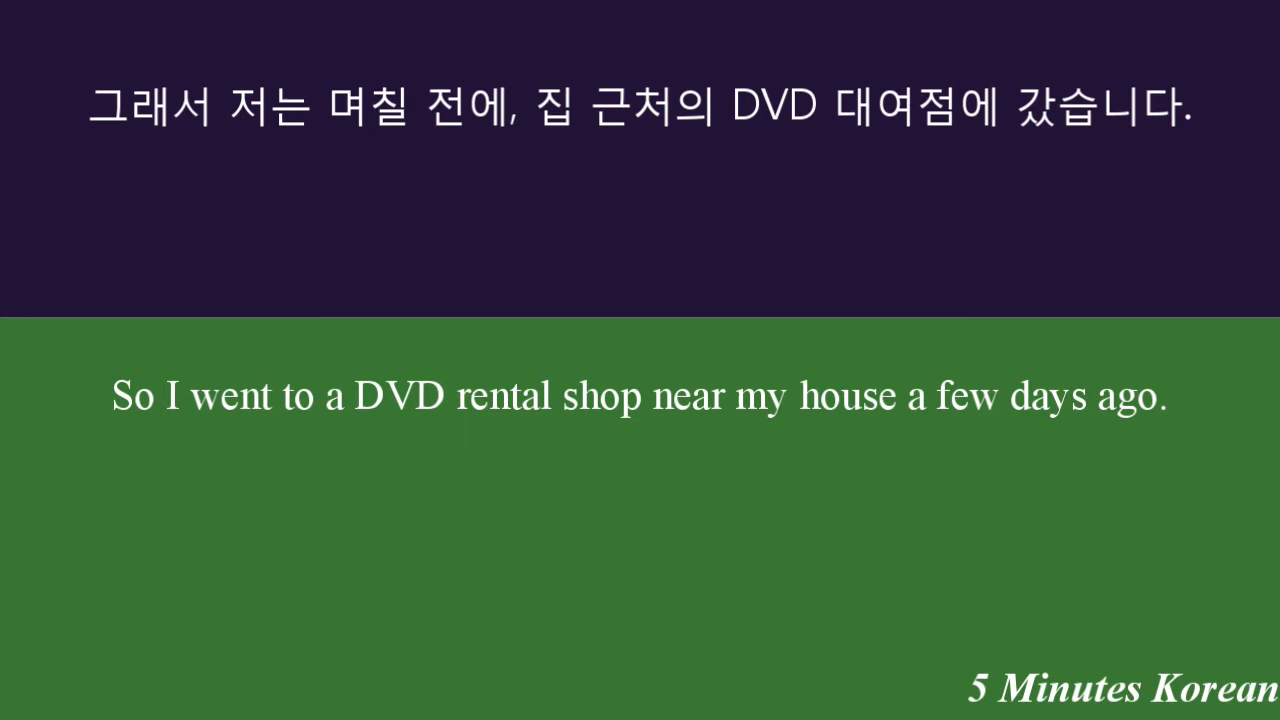 그래서 저는 며칠 전에, 집 근처의 DVD 대여점에 갔습니다.
So I went to a DVD rental shop near my house a few days ago.
5 Minutes Korean